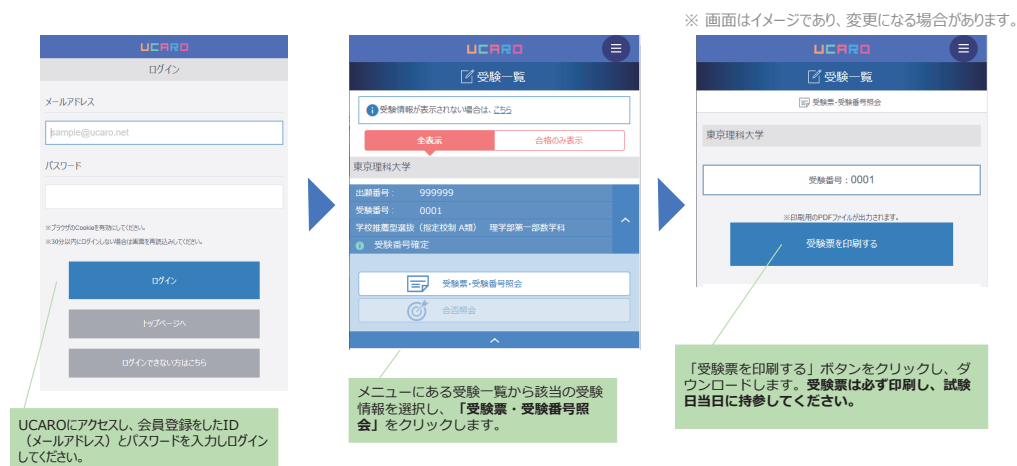 ※ 画面はイメージであり、変更になる場合があります。
UCARO
ログイン
メールアドレス
sample@ucaro.net
パスワード
※ブラウザのCookieを有効にしてください。
※30分以内にログインしない場合は画面を再読込みしてください。
ログイン
トップページへ
ログインできない方はこちら
UCAROにアクセスし、会員登録をしたID
（メールアドレス）とパスワードを入力しログイン
してください。
UCARO
受験一覧
受験情報が表示されない場合は、こちら
全表示 合格のみ表示
東京理科大学
出願番号： 999999
受験番号： 0001
学校推薦型選抜（指定校制 A類） 理学部第一部数学科
受験番号確定
受験票・受験番号照会
合否照会
メニューにある受験一覧から該当の受験
情報を選択し、「受験票・受験番号照
会」をクリックします。
UCARO
受験一覧
受験票・受験番号照会
東京理科大学
受験番号：0001
※印刷用のPDFファイルが出力されます。
受験票を印刷する
「受験票を印刷する」ボタンをクリックし、ダ
ウンロードします。受験票は必ず印刷し、試験
日当日に持参してください。